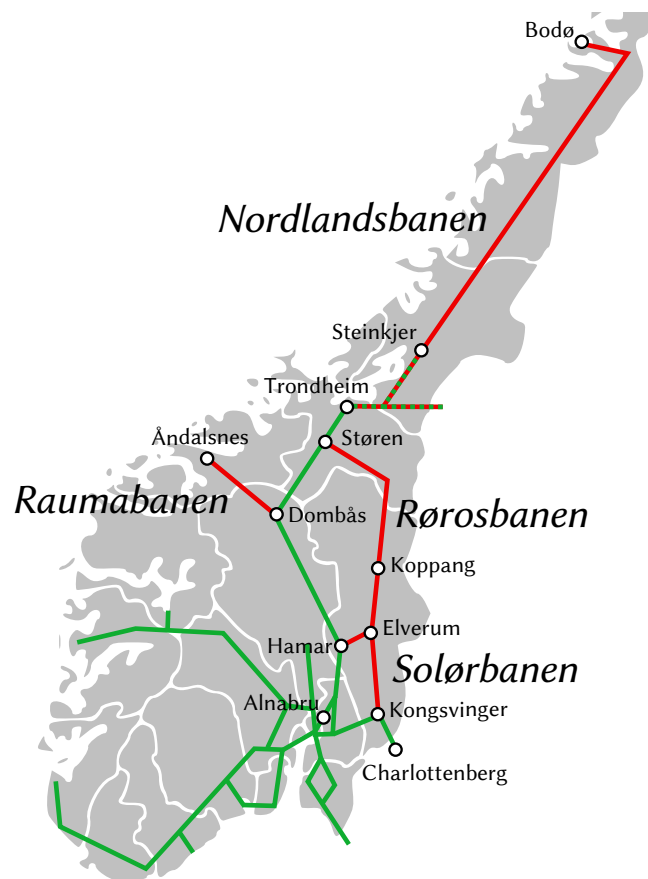 Bodø
Nordlandsbanen
Steinkjer
Trondheim
Åndalsnes
Støren
Raumabanen
Dombås
Rørosbanen
Koppang
Elverum
Hamar
Solørbanen
Alnabru
Kongsvinger
Charlottenberg